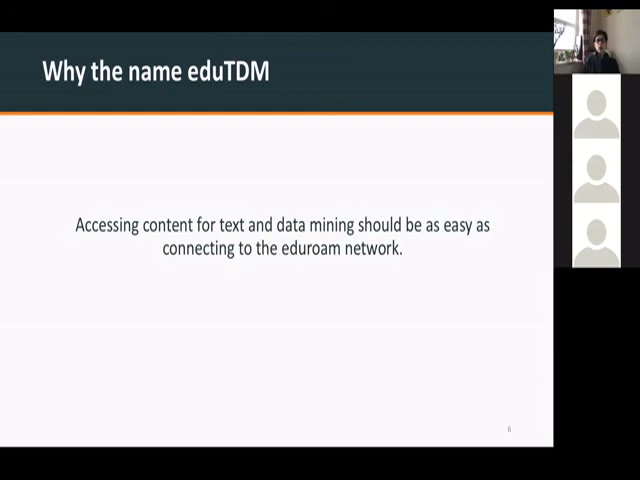 Why the name eduTDM
Accessing content for text and data mining should be as easy as
connecting to the eduroam network.
6